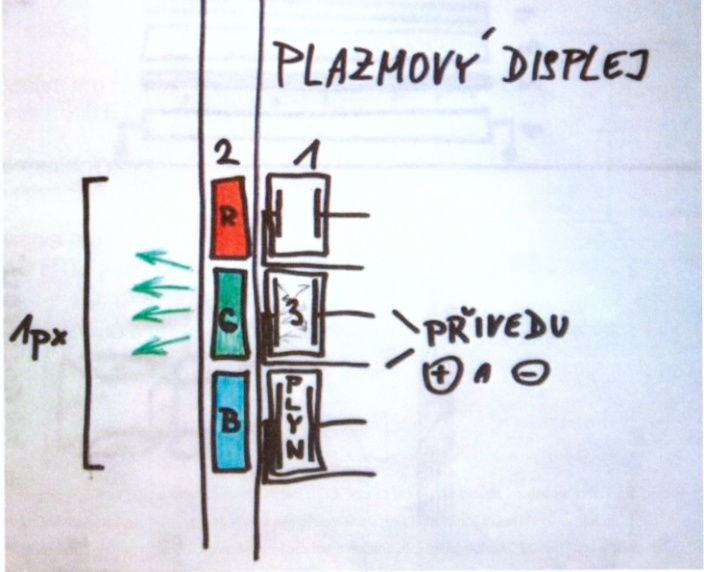 PLAZMOVÝ DISPLEJ
2 1
R
G 3
1px
PŘIVEDU
+ A -
B PLYN